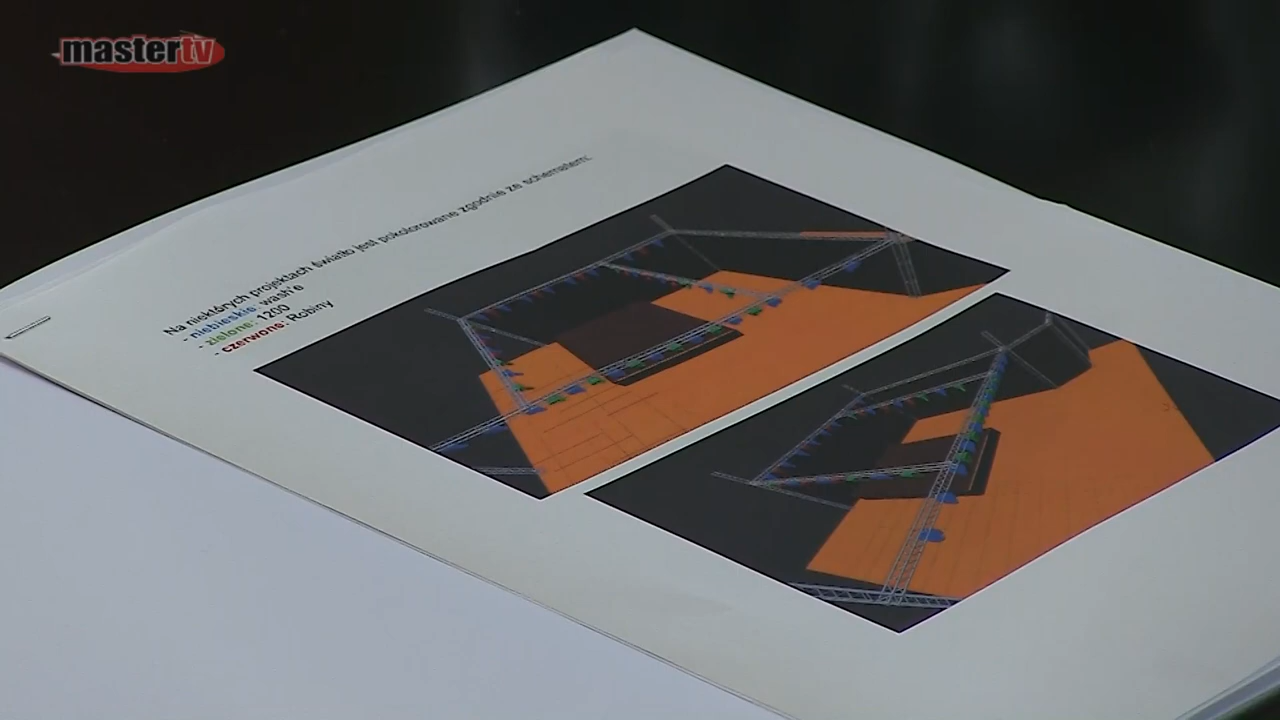 mastertv
Na niektórych projektach światło jest pokolorowane zgodnie ze schematem:
- niebieskie: wash'e
- zielone: 1200
- czerwone: Robiny